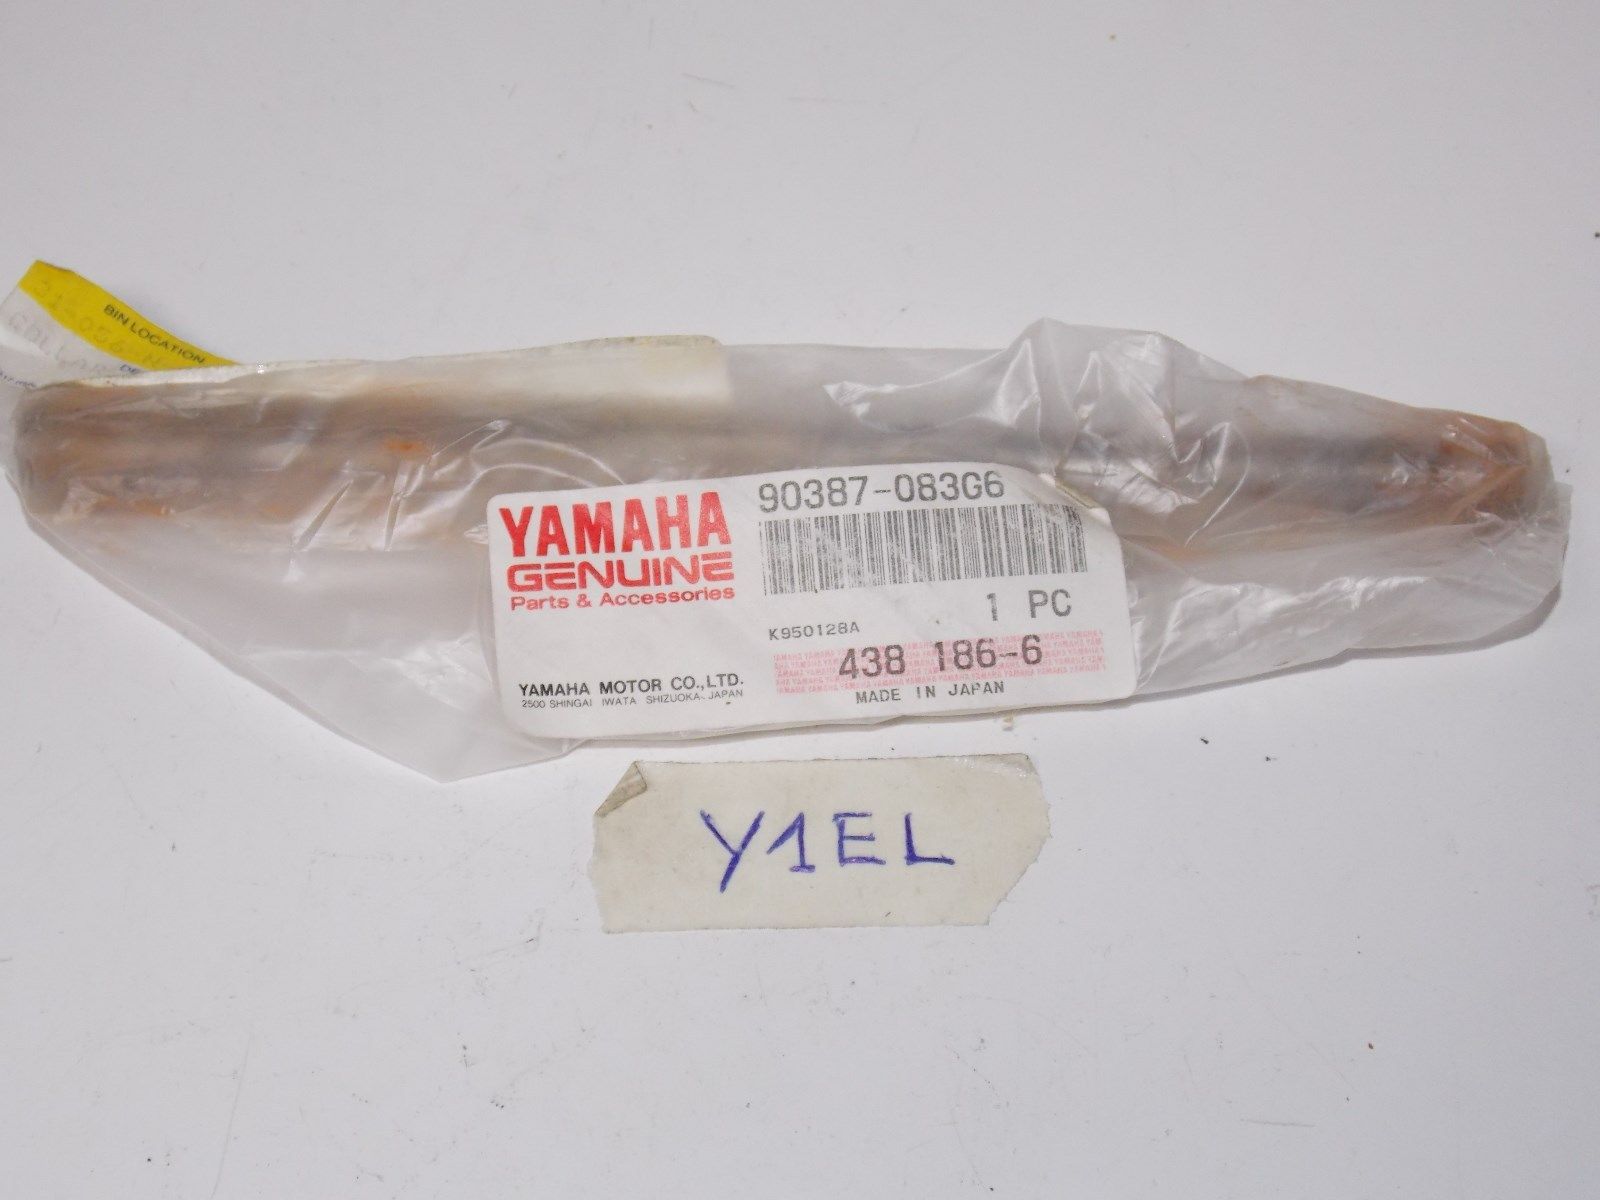 BIN LOCATION
YAMAHA
GENUINE
Parts & Accessories
90387-083G6
1 PC
K950128A
438 186-6
MADE IN JAPAN
YAMAHA MOTOR CO.,LTD.
2500 SHINGAI IWATA SHIZUOKA, JAPAN
Y1EL